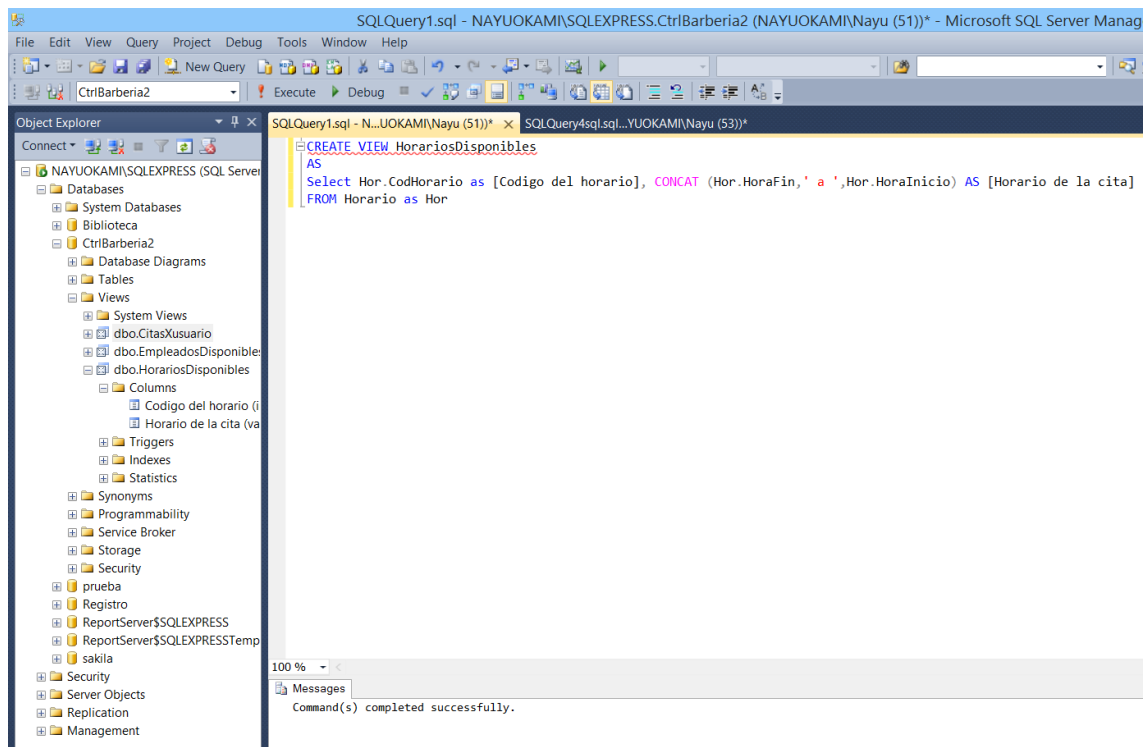 SQLQuery1.sql - NAYUOKAMI\SQLEXPRESS.CtrlBarberia2 (NAYUOKAMI\Nayu (51))* - Microsoft SQL Server Manag
File Edit View Query Project Debug Tools Window Help
New Query
CtrlBarberia2 Execute Debug
Object Explorer
Connect
NAYUOKAMI\SQLEXPRESS (SQL Server
Databases
System Databases
Biblioteca
CtrlBarberia2
Database Diagrams
Tables
Views
System Views
dbo.CitasXusuario
dbo.EmpleadosDisponibles
dbo.HorariosDisponibles
Columns
Codigo del horario (i
Horario de la cita (va
Triggers
Indexes
Statistics
Synonyms
Programmability
Service Broker
Storage
Security
prueba
Registro
ReportServer$SQLEXPRESS
ReportServer$SQLEXPRESSTemp
sakila
Security
Server Objects
Replication
Management
SQLQuery1.sql - N...UOKAMI\Nayu (51))* SQLQuery4sql.sql...YUOKAMI\Nayu (53))*
CREATE VIEW HorariosDisponibles
AS
Select Hor.CodHorario as [Codigo del horario], CONCAT (Hor.HoraFin,' a ',Hor.HoraInicio) AS [Horario de la cita]
FROM Horario as Hor
100 %
Messages
Command(s) completed successfully.